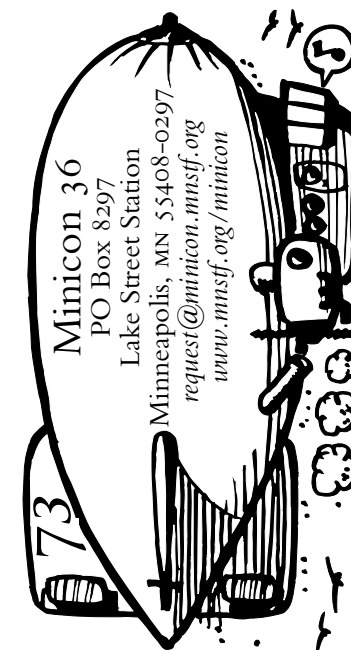 Minicon 36
PO Box 8297
Lake Street Station
Minneapolis, MN 55408-0297
request@minicon.mnstf.org
www.mnstf.org/minicon
73